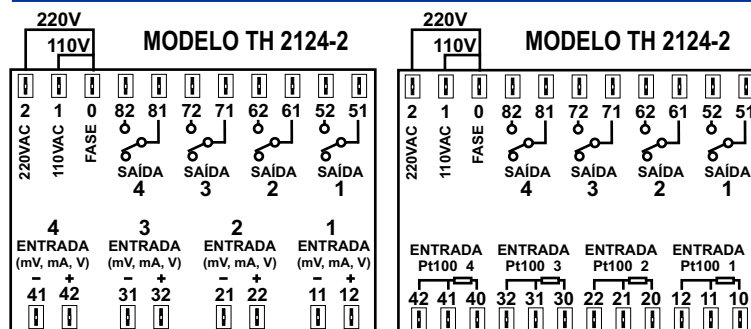 220V
110V
MODELO TH 2124-2
2 1 0 82 81 72 71 62 61 52 51
220VAC
110VAC
FASE
SAÍDA SAÍDA SAÍDA SAÍDA
4 3 2 1
4 3 2 1
ENTRADA ENTRADA ENTRADA ENTRADA
(mV, mA, V) (mV, mA, V) (mV, mA, V) (mV, mA, V)
– + – + – + – +
41 42 31 32 21 22 11 12
220V
110V
MODELO TH 2124-2
2 1 0 82 81 72 71 62 61 52 51
220VAC
110VAC
FASE
SAÍDA SAÍDA SAÍDA SAÍDA
4 3 2 1
ENTRADA ENTRADA ENTRADA ENTRADA
Pt100 4 Pt100 3 Pt100 2 Pt100 1
42 41 40 32 31 30 22 21 20 12 11 10